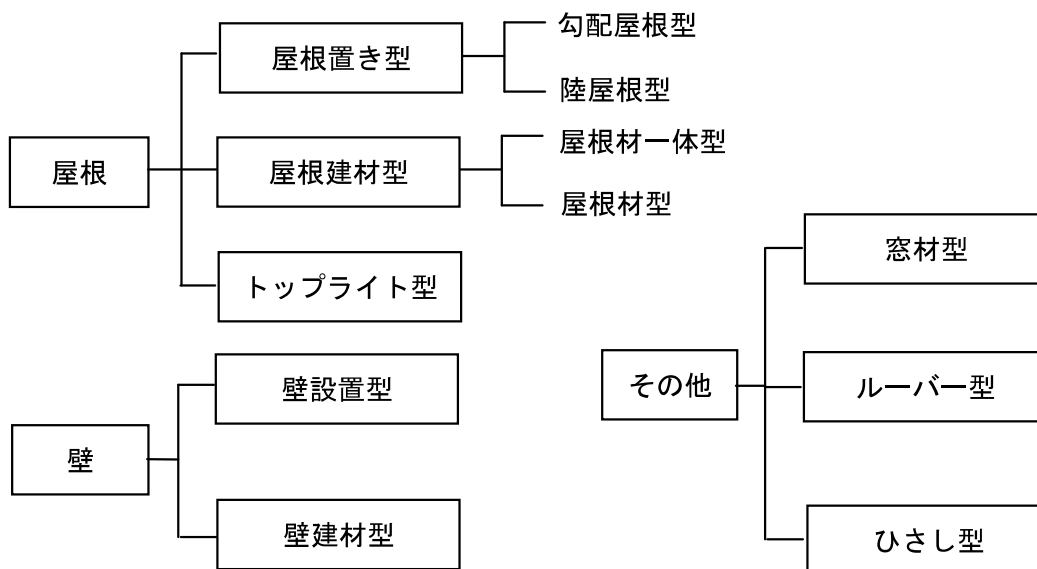 屋根
屋根置き型
勾配屋根型
陸屋根型
屋根建材型
屋根材一体型
屋根材型
トップライト型
壁
壁設置型
壁建材型
その他
窓材型
ルーバー型
ひさし型